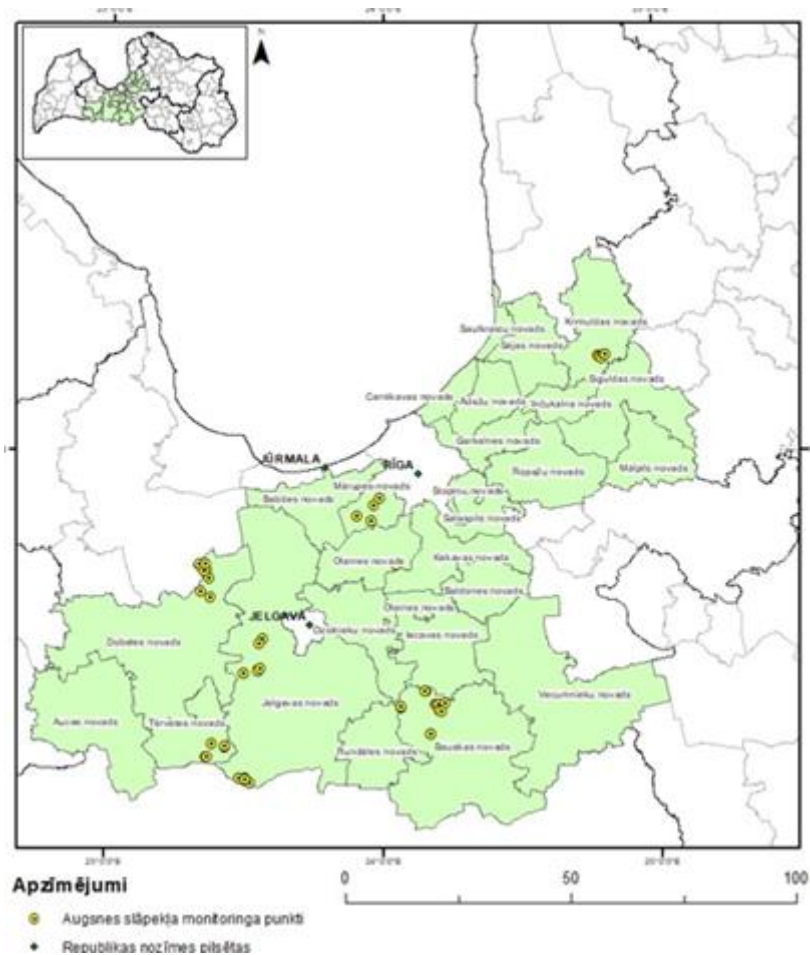 N
Saulkrastu novads
Krimuldas novads
Sējas novads
Siguldas novads
Carnikavas novads
Ādažu novads
Inčukalna novads
Garkalnes novads
JŪRMALA
RĪGA
Ropažu novads
Mālpils novads
Mārupes novads
Stopiņu novads
Babītes novads
Salaspils novads
Olaines novads
Ķekavas novads
Baldones novads
JELGAVA
Olaines novads
Dobeles novads
Ozolnieku novads
Iecavas novads
Vecumnieku novads
Jelgavas novads
Auces novads
Tērvetes novads
Rundāles novads
Bauskas novads
Apzīmējumi
0 50 100
Augsnes slāpekļa monitoringa punkti
Republikas nozīmes pilsētas